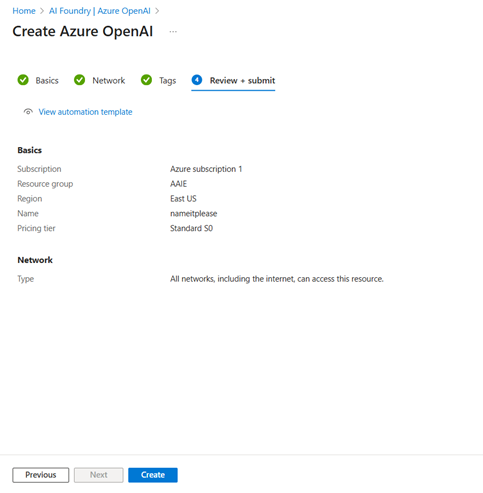 Home > AI Foundry | Azure OpenAI >
Create Azure OpenAI ...
Basics Network Tags 4 Review + submit
View automation template
Basics
Subscription Azure subscription 1
Resource group AAIE
Region East US
Name nameitplease
Pricing tier Standard S0
Network
Type All networks, including the internet, can access this resource.
Previous Next Create